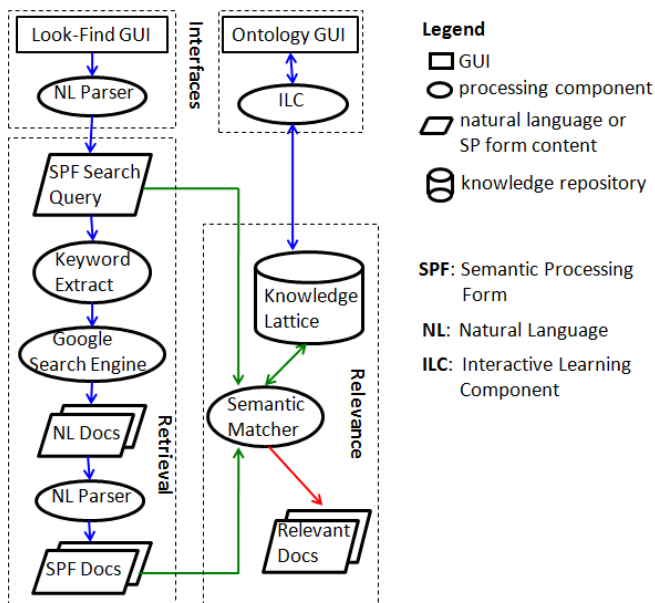 Look-Find GUI
NL Parser
Interfaces
Ontology GUI
ILC
SPF Search
Query
Keyword
Extract
Google
Search Engine
NL Docs
NL Parser
SPF Docs
Retrieval
Knowledge
Lattice
Semantic
Matcher
Relevant
Docs
Relevance
Legend
GUI
processing component
natural language or
SP form content
knowledge repository
SPF: Semantic Processing
Form
NL: Natural Language
ILC: Interactive Learning
Component